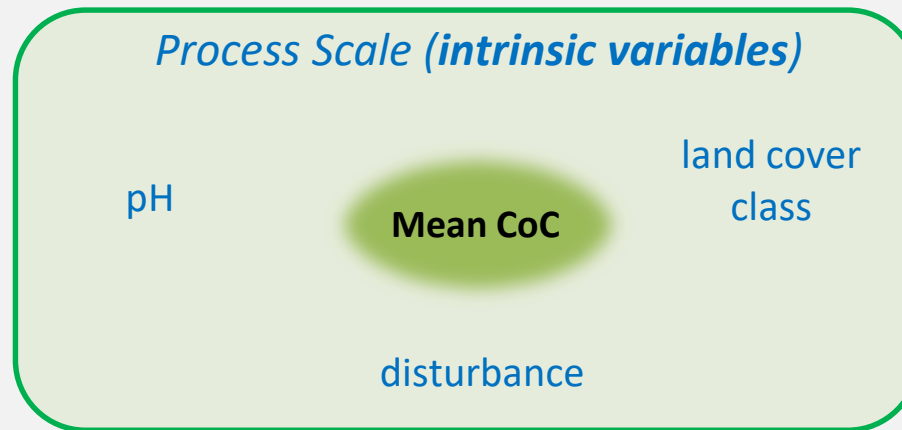 Process Scale (intrinsic variables)
pH
land cover
class
Mean CoC
disturbance